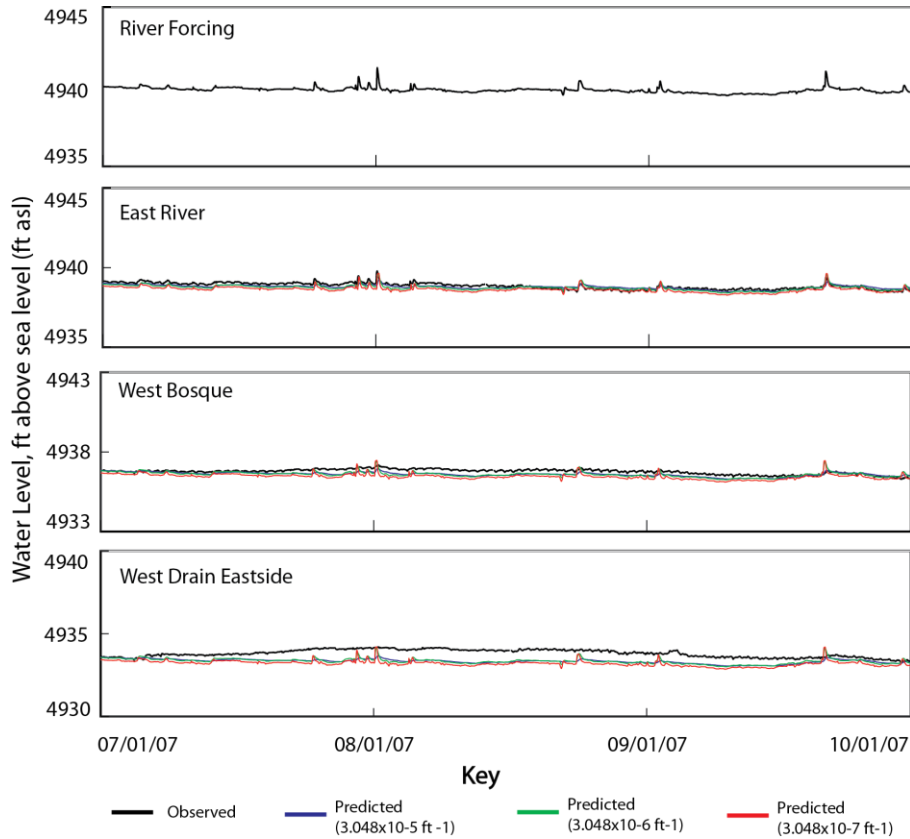 Water Level, ft above sea level (ft asl)
4945
River Forcing
4940
4935
4945
East River
4940
4935
4943
West Bosque
4938
4933
4940
West Drain Eastside
4935
4930
07/01/07 08/01/07 09/01/07 10/01/07
Key
Observed
Predicted
(3.048x10-5 ft -1)
Predicted
(3.048x10-6 ft-1)
Predicted
(3.048x10-7 ft-1)